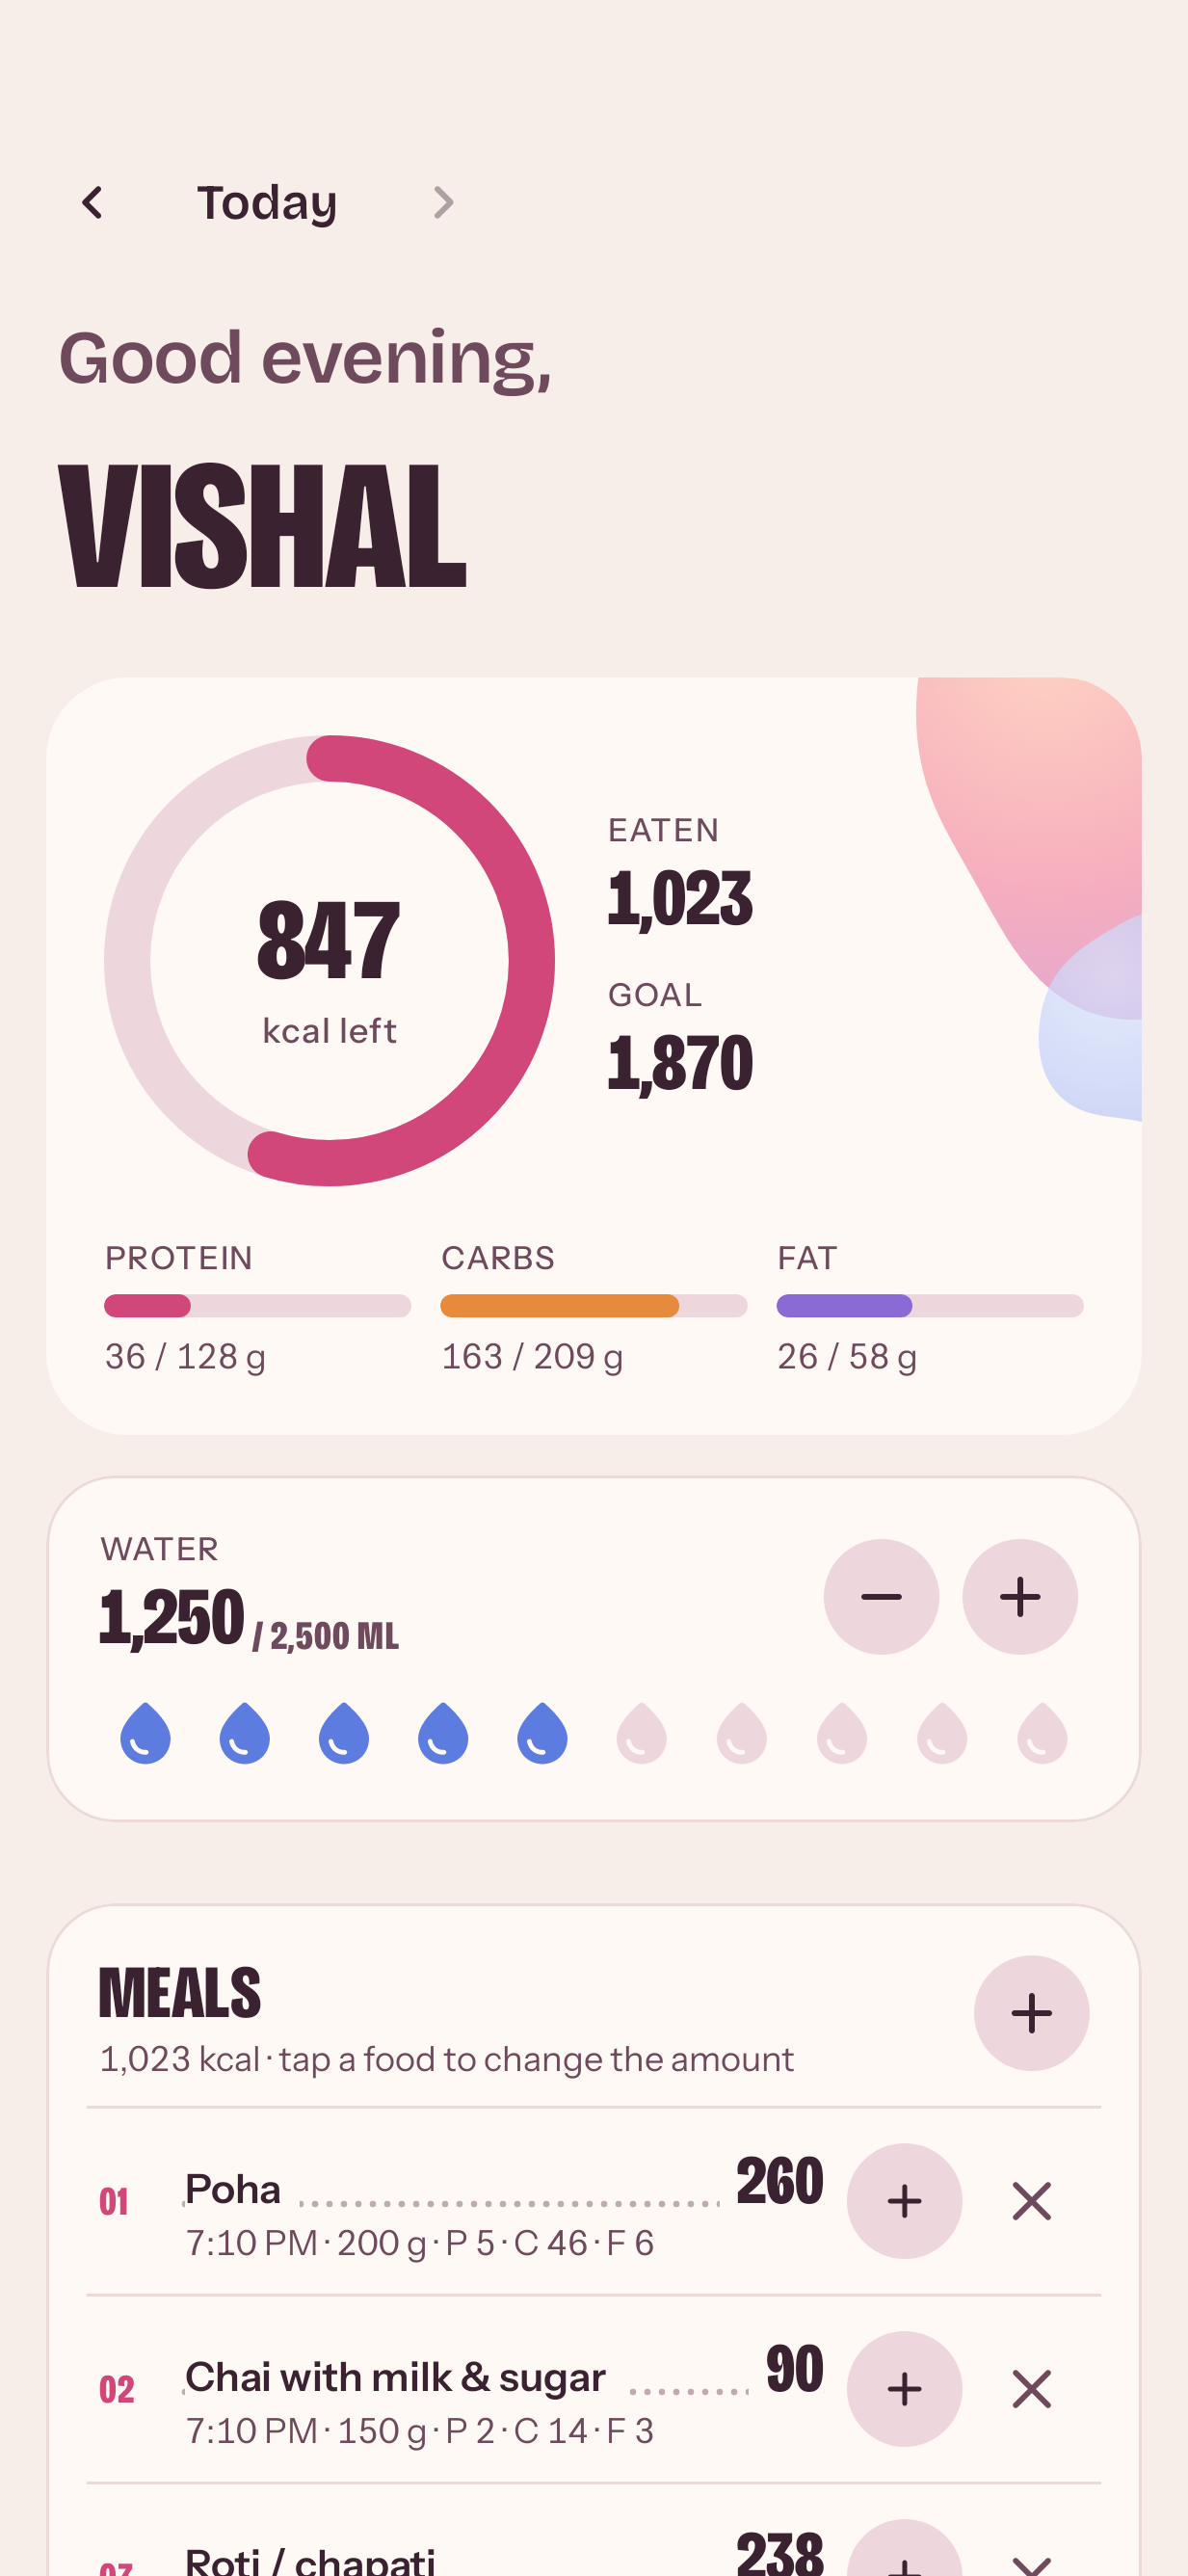 Today
Good evening,
VISHAL
847
kcal left
EATEN
1,023
GOAL
1,870
PROTEIN
36 / 128 g
CARBS
163 / 209 g
FAT
26 / 58 g
WATER
1,250 / 2,500 ML
MEALS
1,023 kcal · tap a food to change the amount
01 Poha 260
7:10 PM · 200 g · P 5 · C 46 · F 6
02 Chai with milk & sugar 90
7:10 PM · 150 g · P 2 · C 14 · F 3
03 Roti / chapati 238